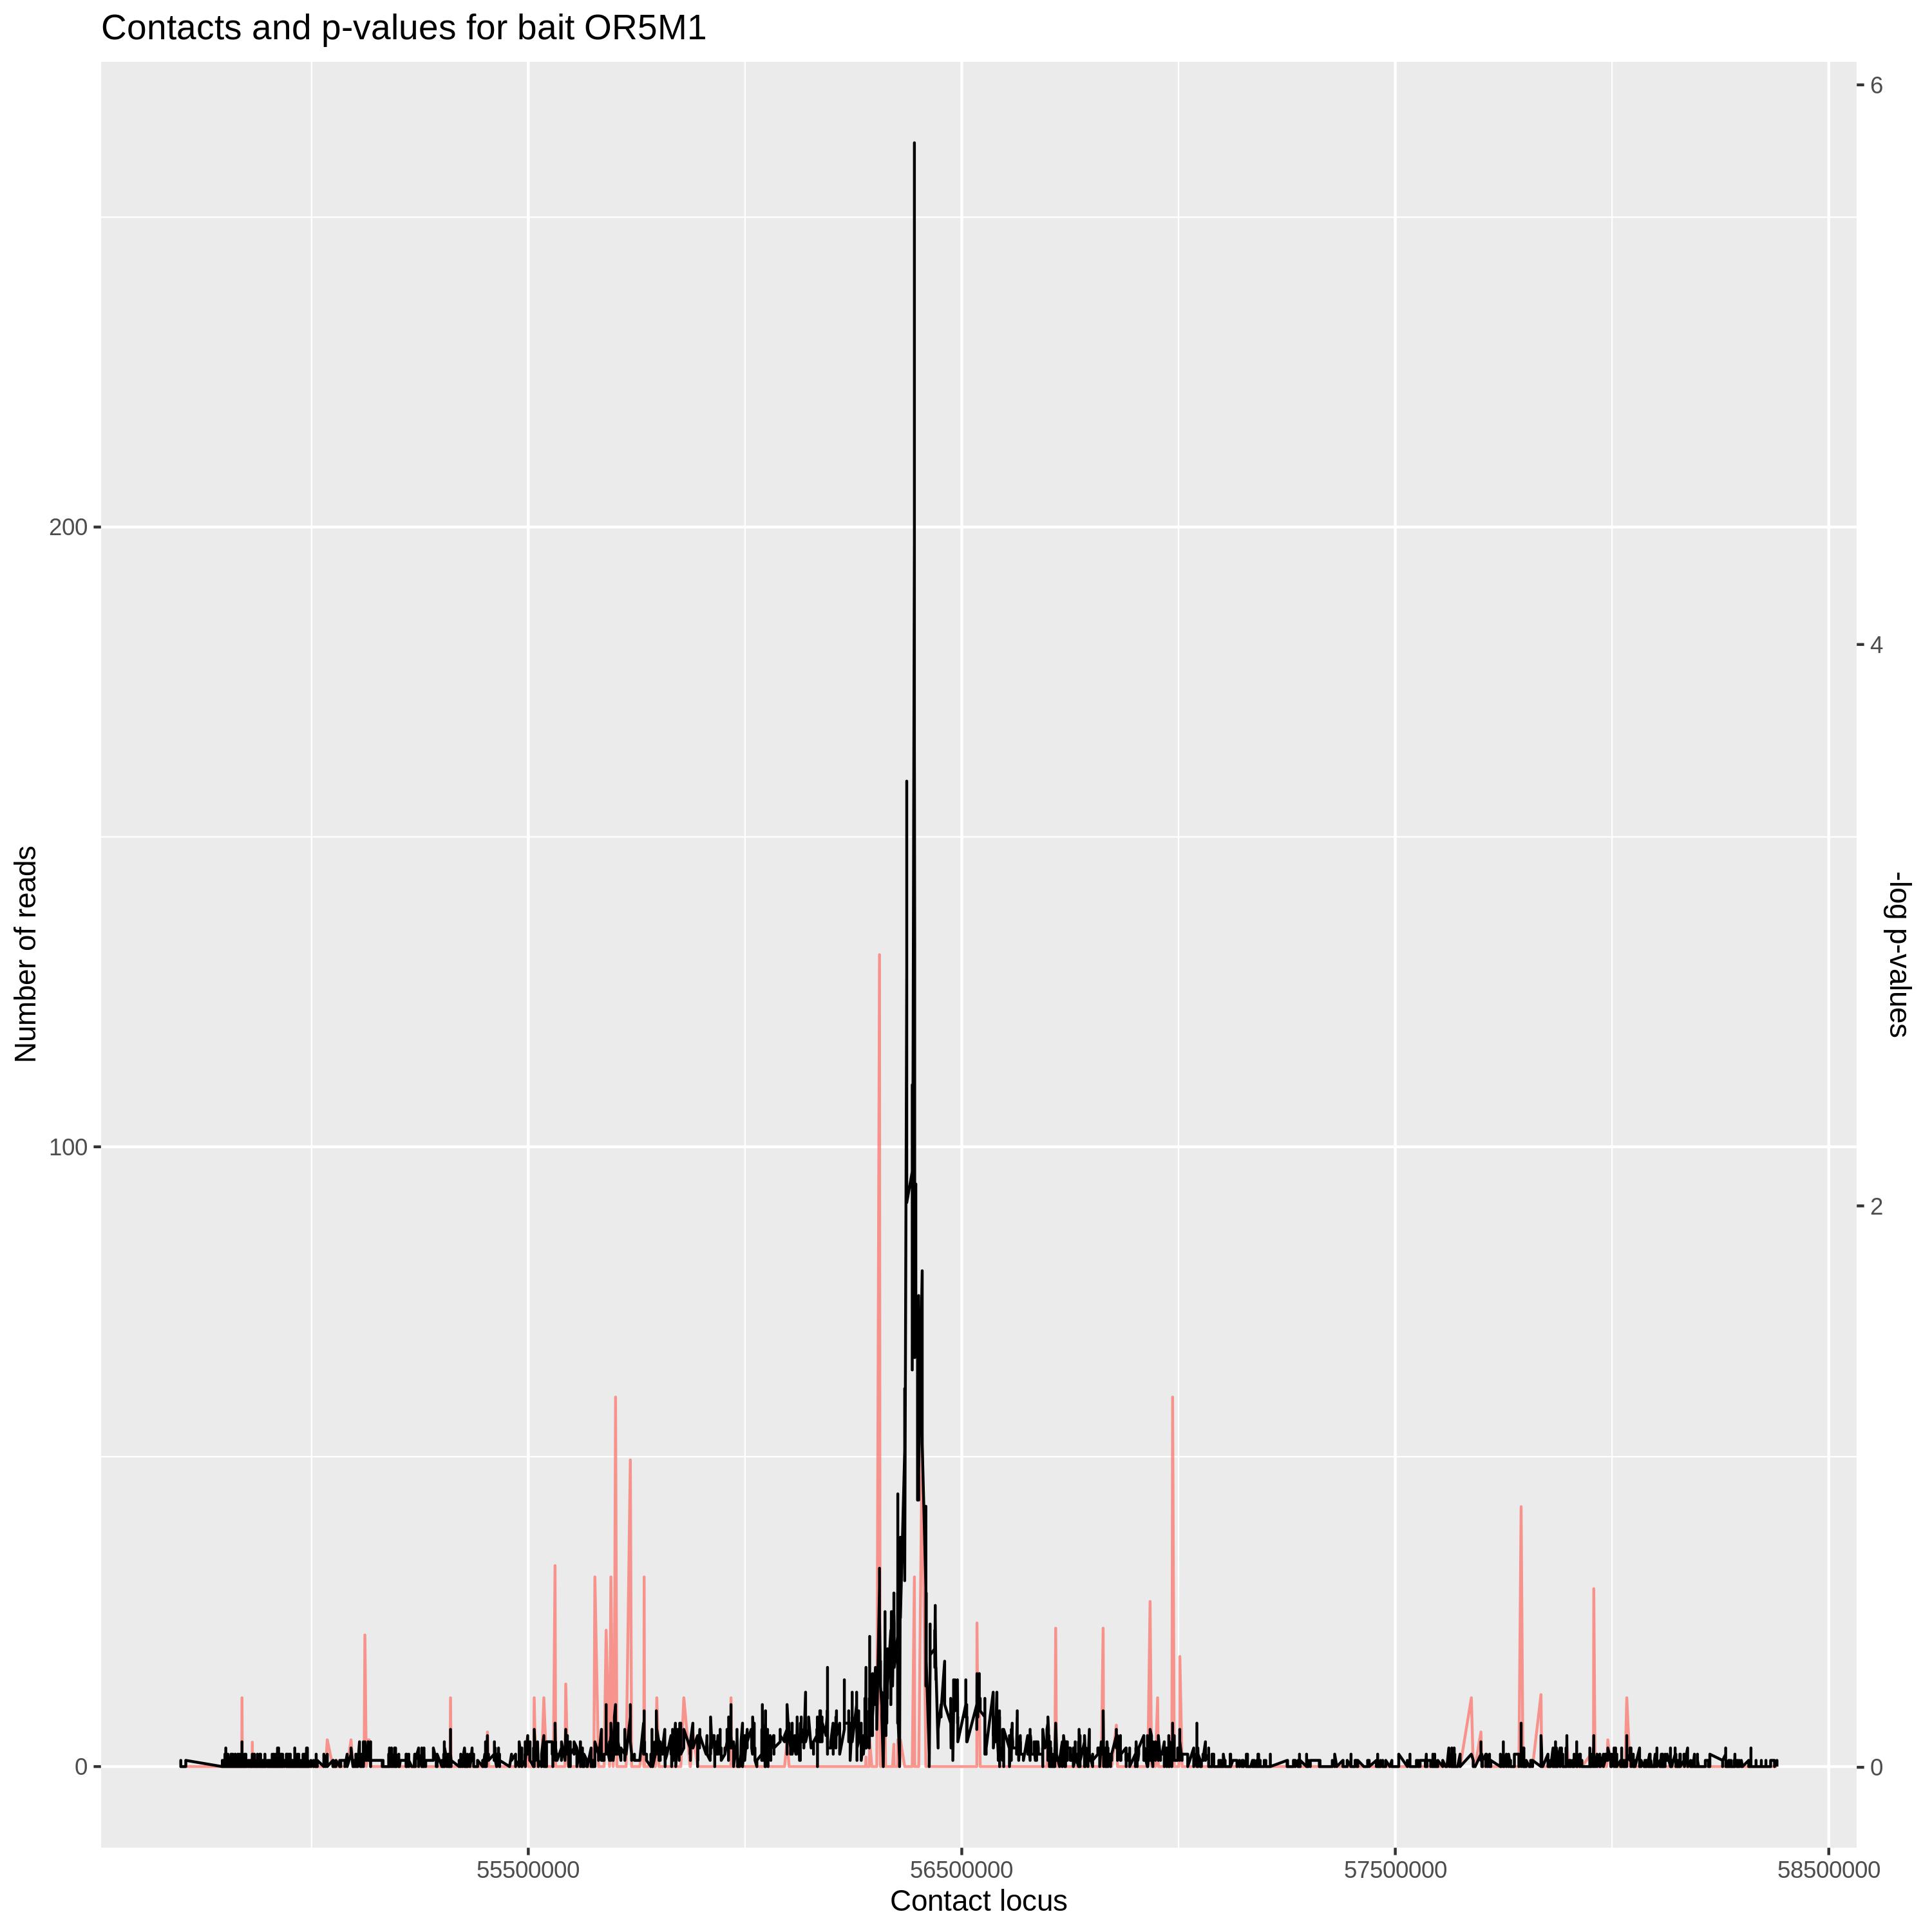 Contacts and p-values for bait OR5M1
6
200
4
Number of reads
-log p-values
2
100
0
0
55500000
56500000
57500000
58500000
Contact locus